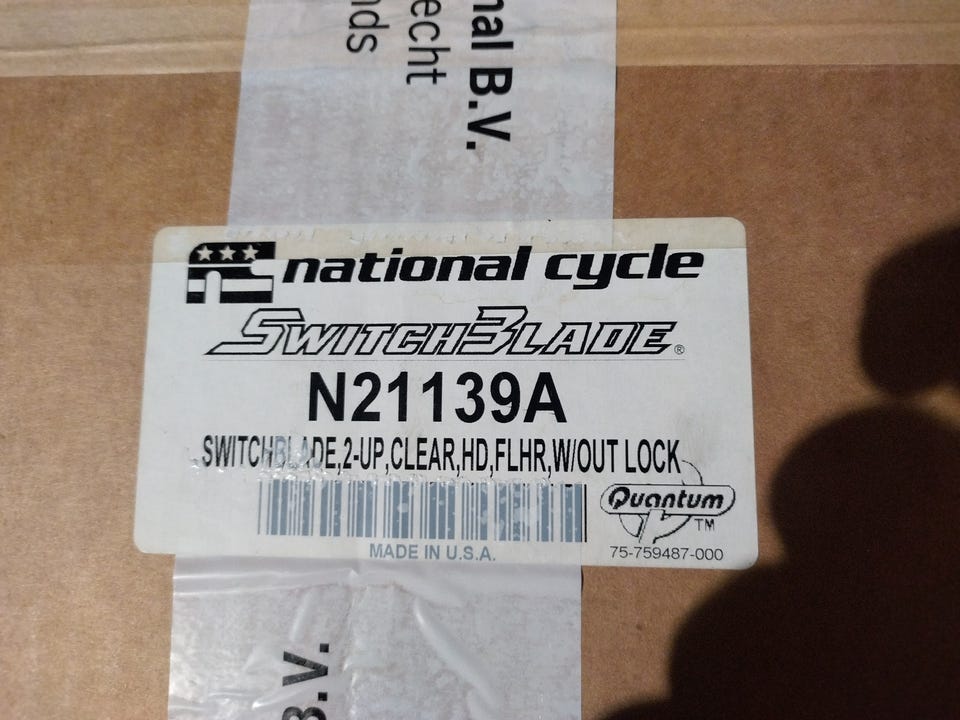 nal B.V.
echt
nds
national cycle
SWITCHBLADE®
N21139A
SWITCHBLADE,2-UP,CLEAR,HD,FLHR,W/OUT LOCK
Quantum TM
MADE IN U.S.A.
75-759487-000
B.V.